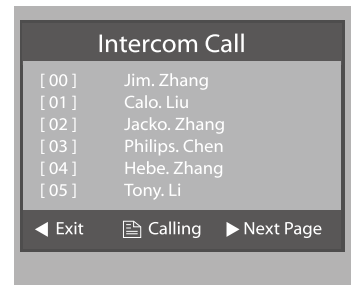 Intercom Call
[ 00 ] Jim. Zhang
[ 01 ] Calo. Liu
[ 02 ] Jacko. Zhang
[ 03 ] Philips. Chen
[ 04 ] Hebe. Zhang
[ 05 ] Tony. Li
Exit Calling Next Page